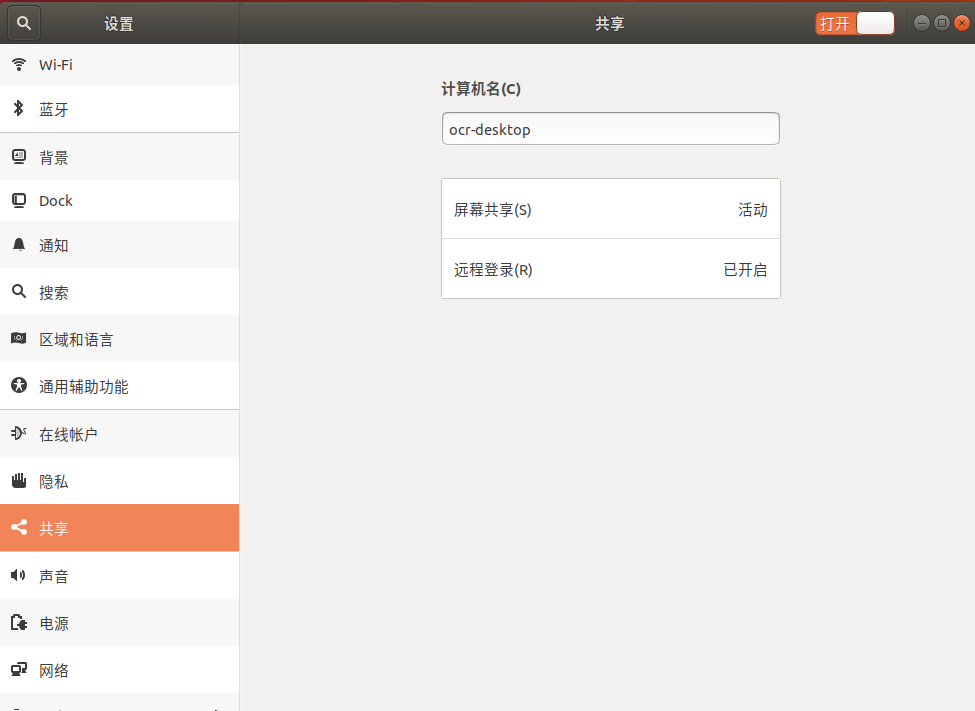 设置
共享
打开
Wi-Fi
蓝牙
背景
Dock
通知
搜索
区域和语言
通用辅助功能
在线帐户
隐私
共享
声音
电源
网络
计算机名(C)
ocr-desktop
屏幕共享(S) 活动
远程登录(R) 已开启